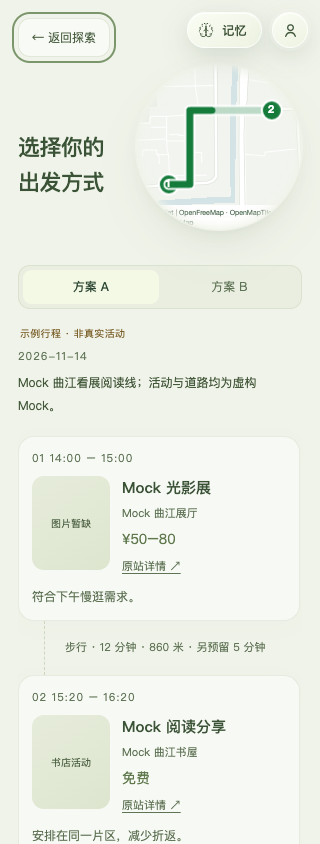 ← 返回探索
记忆
选择你的
出发方式
2
OpenFreeMap · OpenMapTil
方案 A
方案 B
示例行程 · 非真实活动
2026-11-14
Mock 曲江看展阅读线；活动与道路均为虚构
Mock。
01 14:00 — 15:00
图片暂缺
Mock 光影展
Mock 曲江展厅
¥50—80
原站详情 ↗
符合下午慢逛需求。
步行 · 12 分钟 · 860 米 · 另预留 5 分钟
02 15:20 — 16:20
书店活动
Mock 阅读分享
Mock 曲江书屋
免费
原站详情 ↗
安排在同一片区，减少折返。